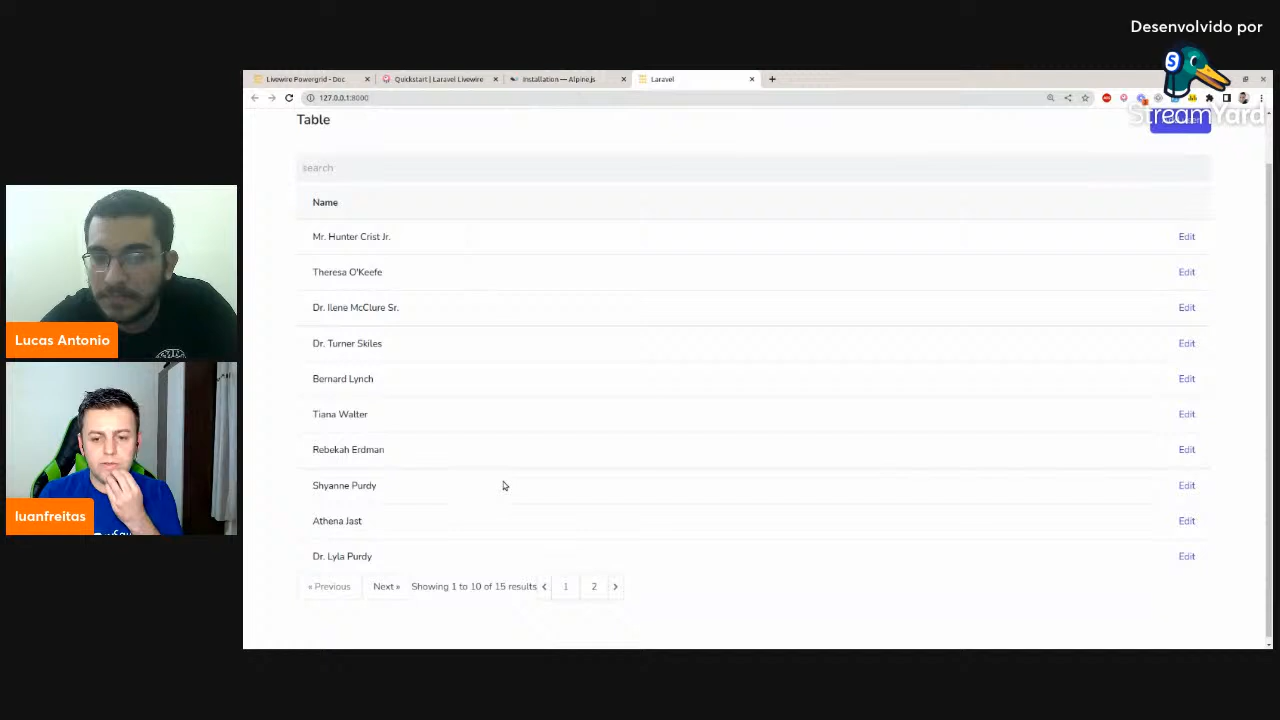 Desenvolvido por
S
StreamYard
Livewire Powergrid - Doc
Quickstart | Laravel Livewire
Installation — Alpine.js
Laravel
127.0.0.1:8000
Table
search
Name
Mr. Hunter Crist Jr. Edit
Theresa O'Keefe Edit
Dr. Ilene McClure Sr. Edit
Dr. Turner Skiles Edit
Bernard Lynch Edit
Tiana Walter Edit
Rebekah Erdman Edit
Shyanne Purdy Edit
Athena Jast Edit
Dr. Lyla Purdy Edit
« Previous Next » Showing 1 to 10 of 15 results 1 2
Lucas Antonio
luanfreitas